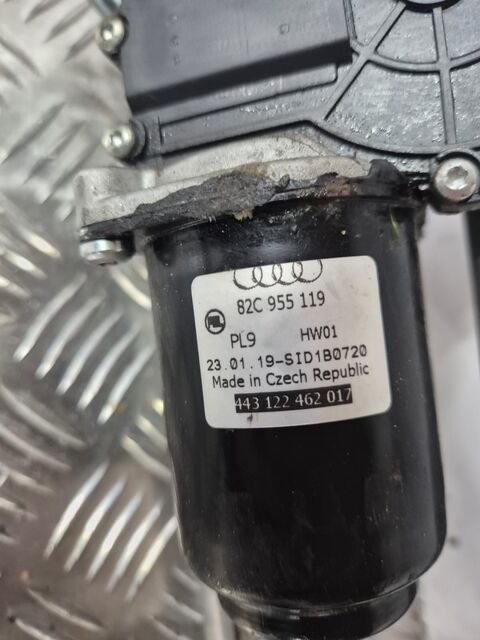 82C 955 119
PL9 HW01
23.01.19-SID1B0720
Made in Czech Republic
443 122 462 017